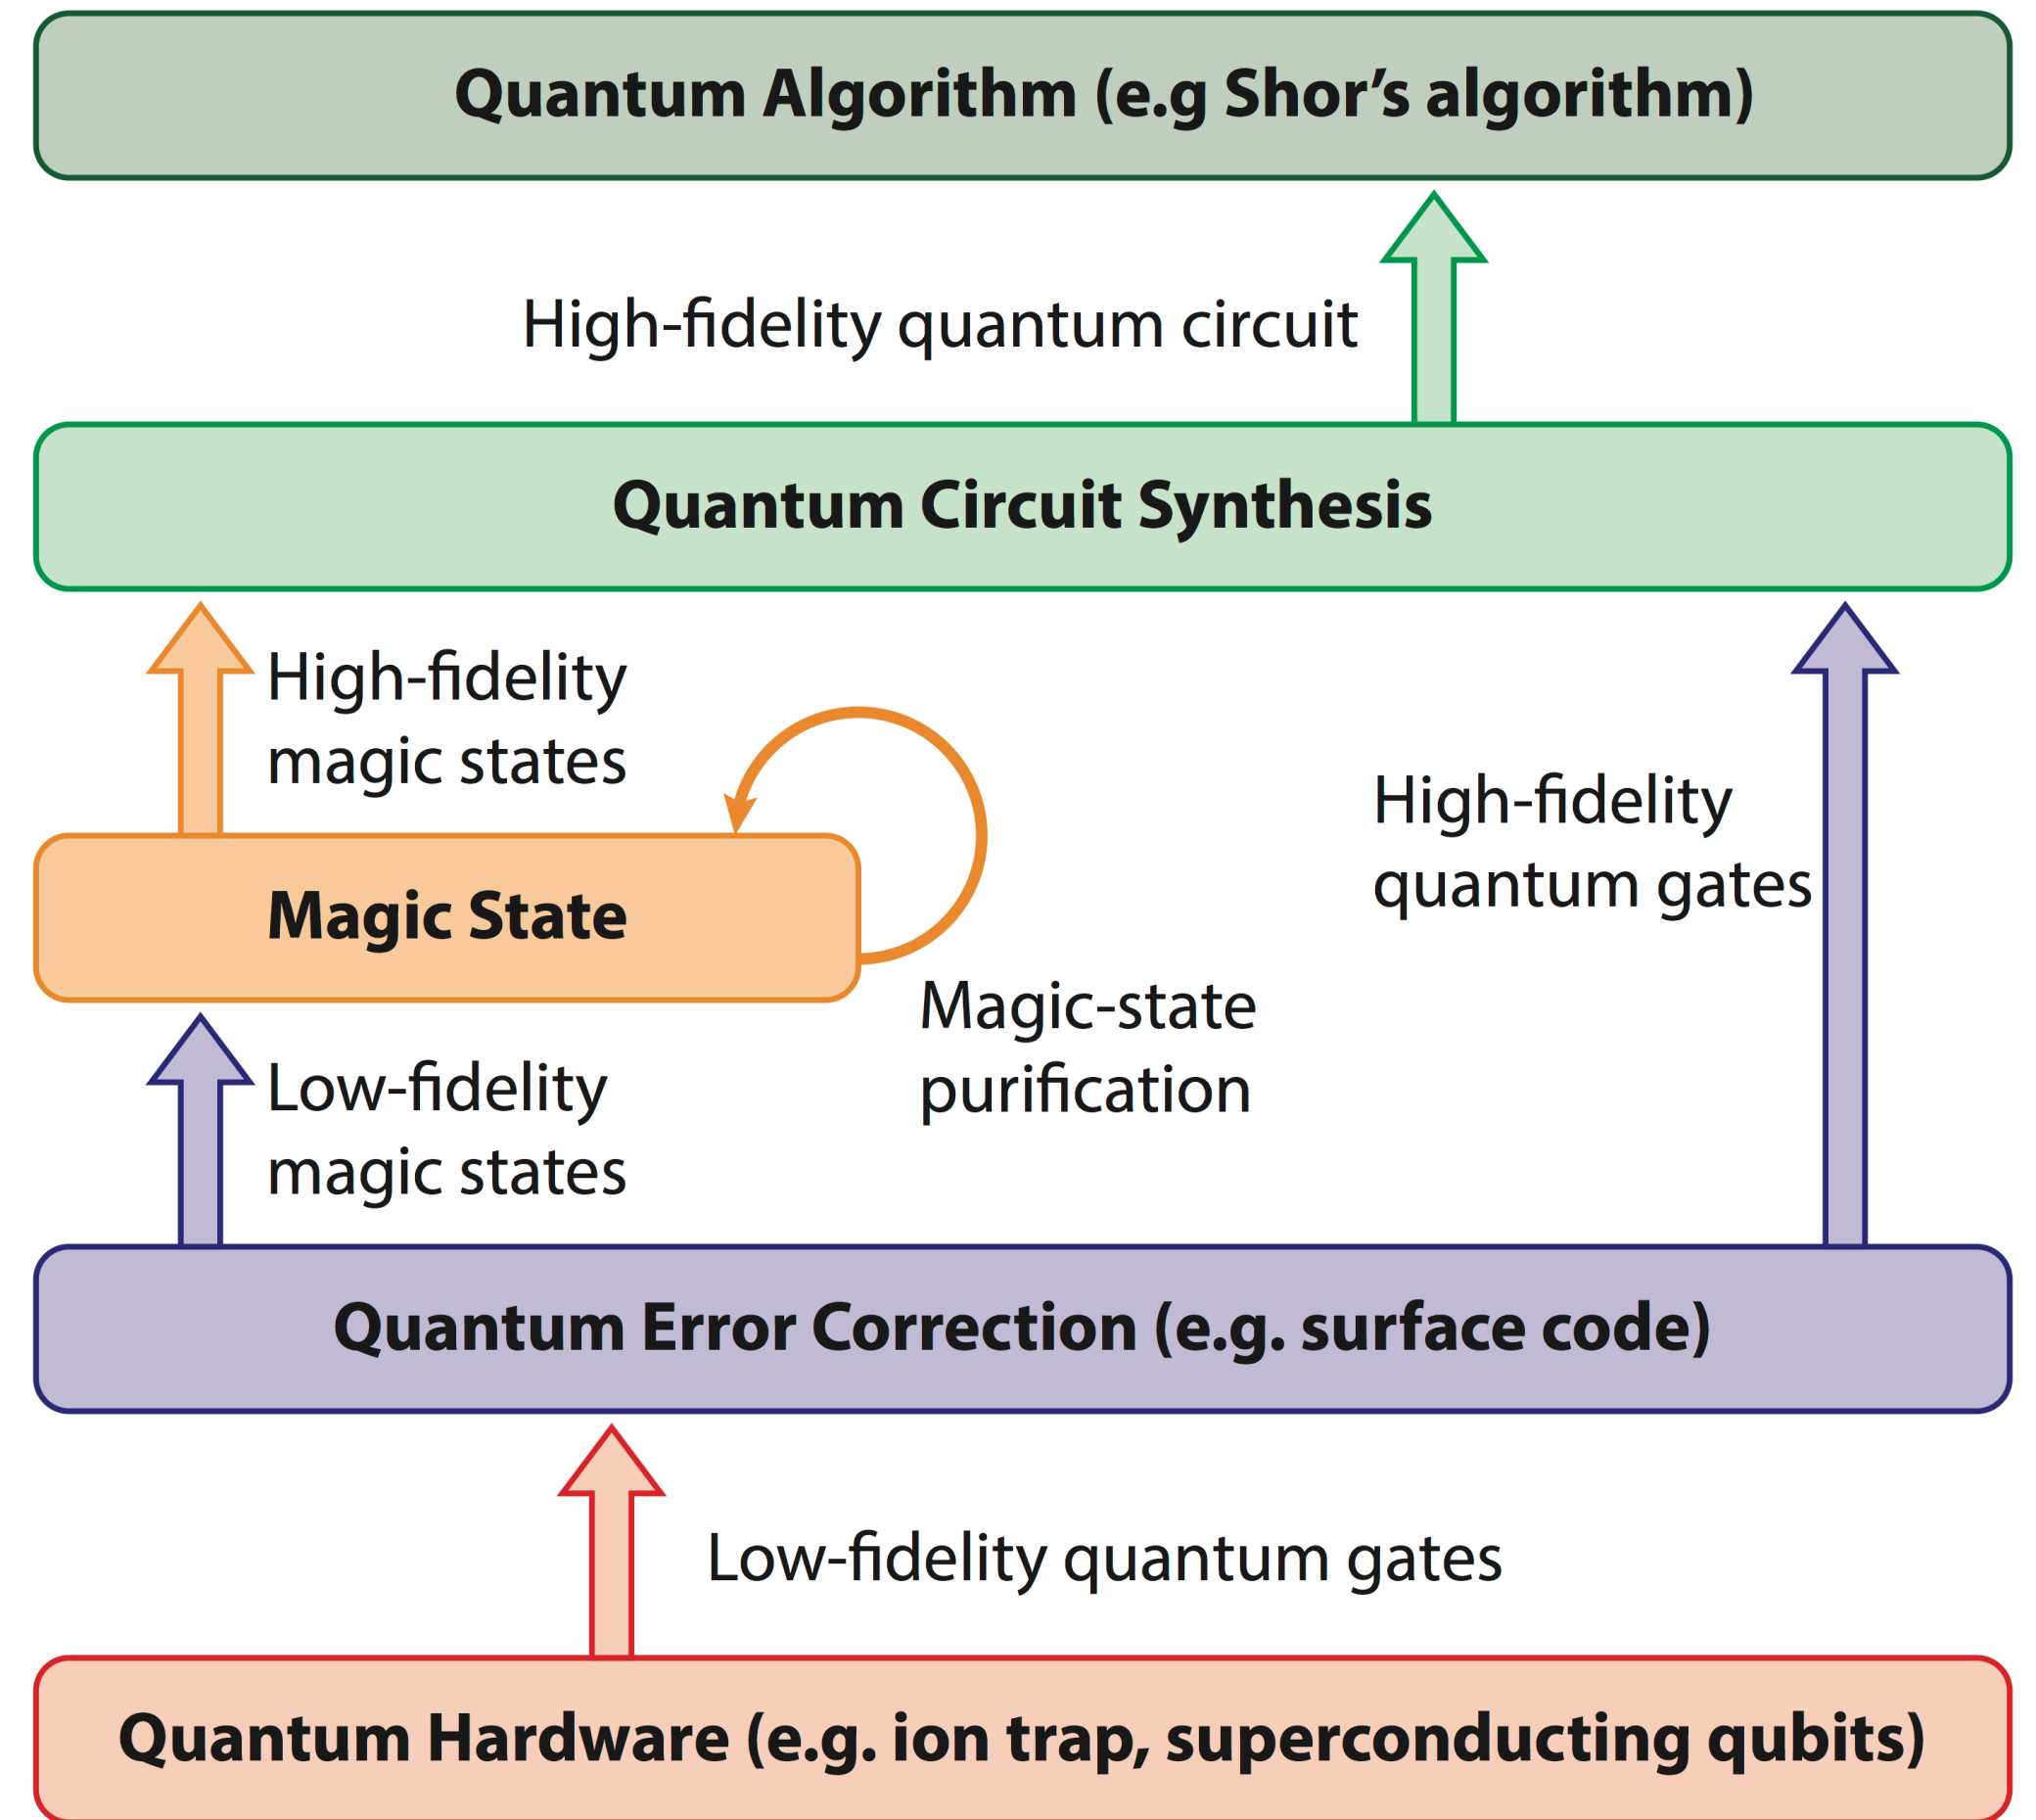 Quantum Algorithm (e.g Shor’s algorithm)
High-fidelity quantum circuit
Quantum Circuit Synthesis
High-fidelity
magic states
High-fidelity
quantum gates
Magic State
Magic-state
purification
Low-fidelity
magic states
Quantum Error Correction (e.g. surface code)
Low-fidelity quantum gates
Quantum Hardware (e.g. ion trap, superconducting qubits)